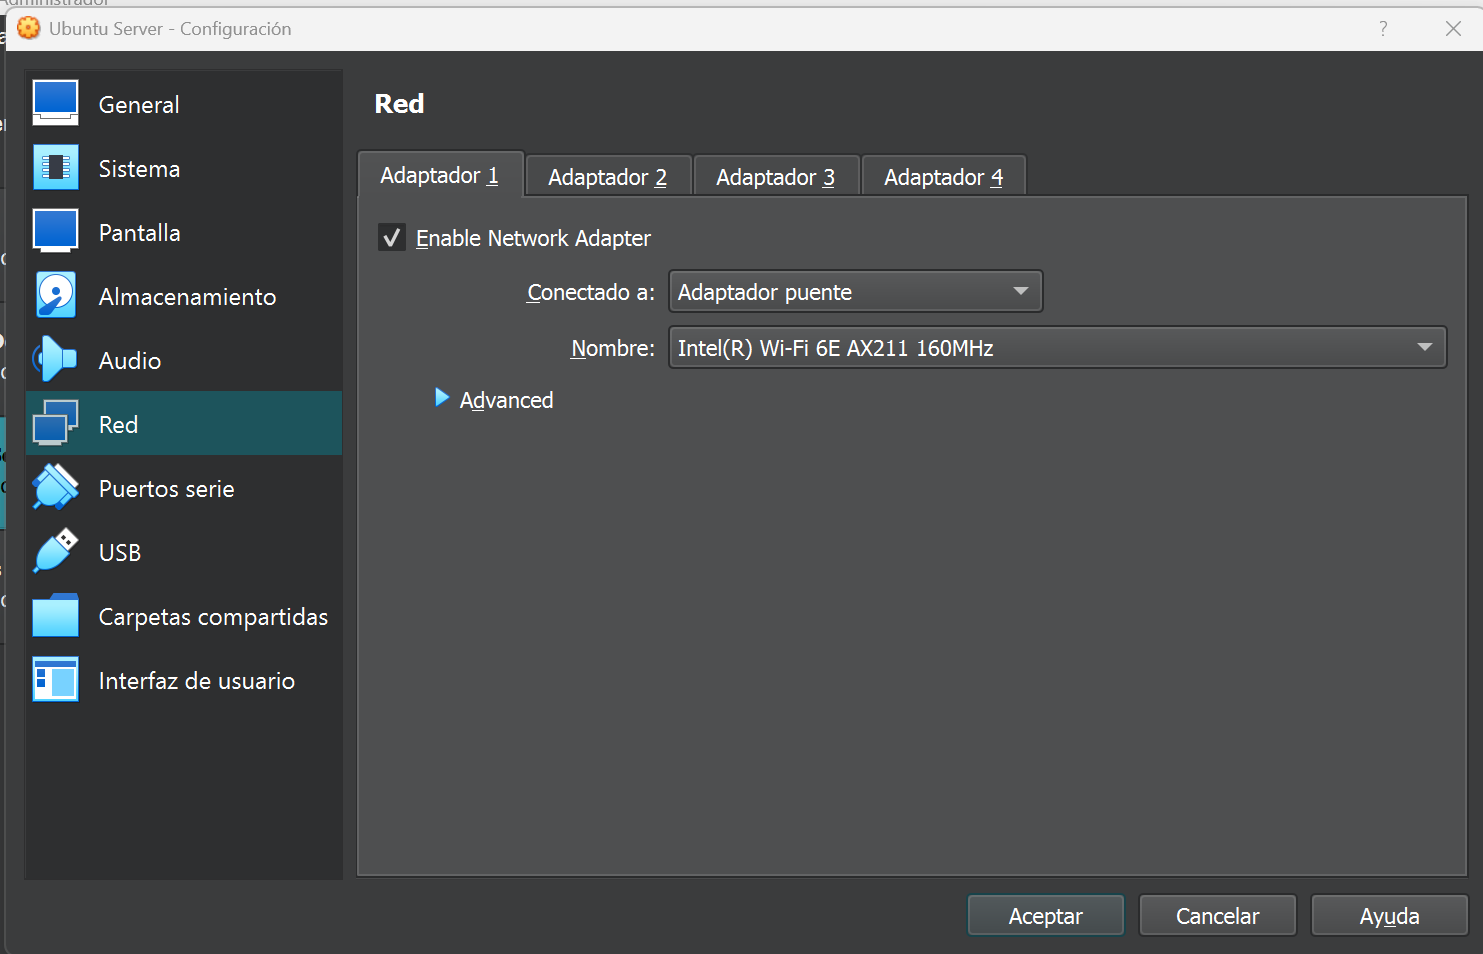 Administrador
Ubuntu Server - Configuración
?
General
Sistema
Pantalla
Almacenamiento
Audio
Red
Puertos serie
USB
Carpetas compartidas
Interfaz de usuario
Red
Adaptador 1
Adaptador 2
Adaptador 3
Adaptador 4
Enable Network Adapter
Conectado a: Adaptador puente
Nombre: Intel(R) Wi-Fi 6E AX211 160MHz
Advanced
Aceptar
Cancelar
Ayuda